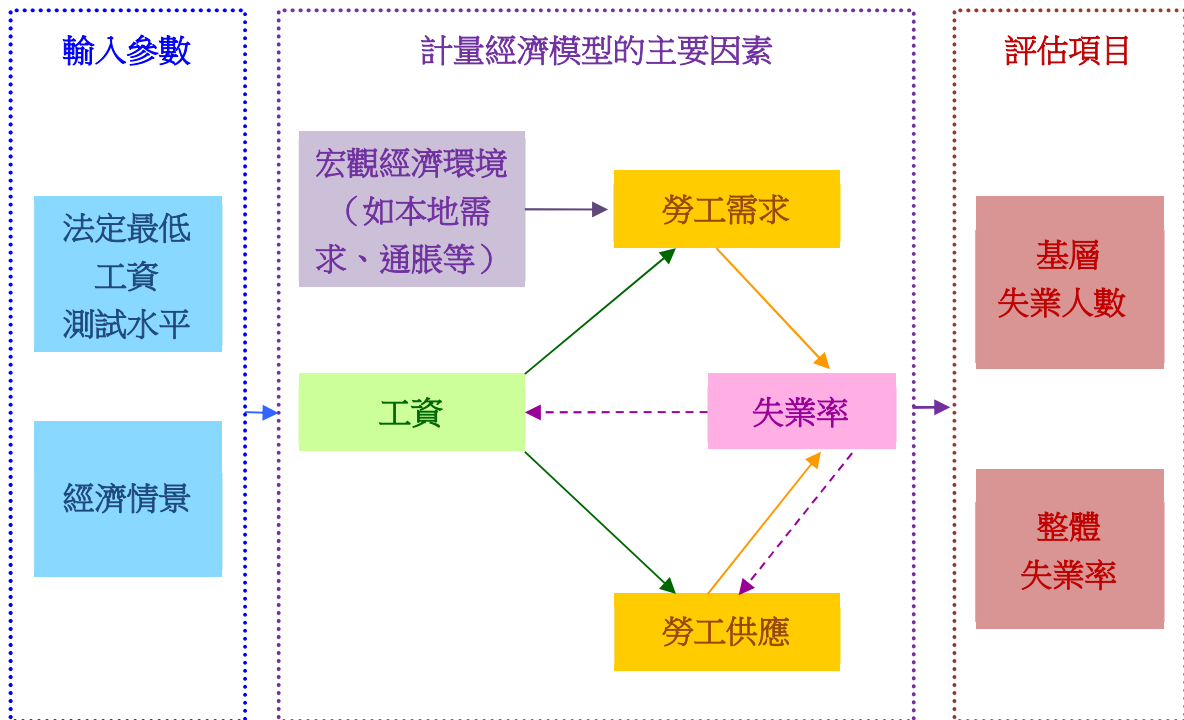 輸入參數
法定最低
工資
測試水平
經濟情景
計量經濟模型的主要因素
宏觀經濟環境
（如本地需
求、通脹等）
勞工需求
工資
失業率
勞工供應
評估項目
基層
失業人數
整體
失業率